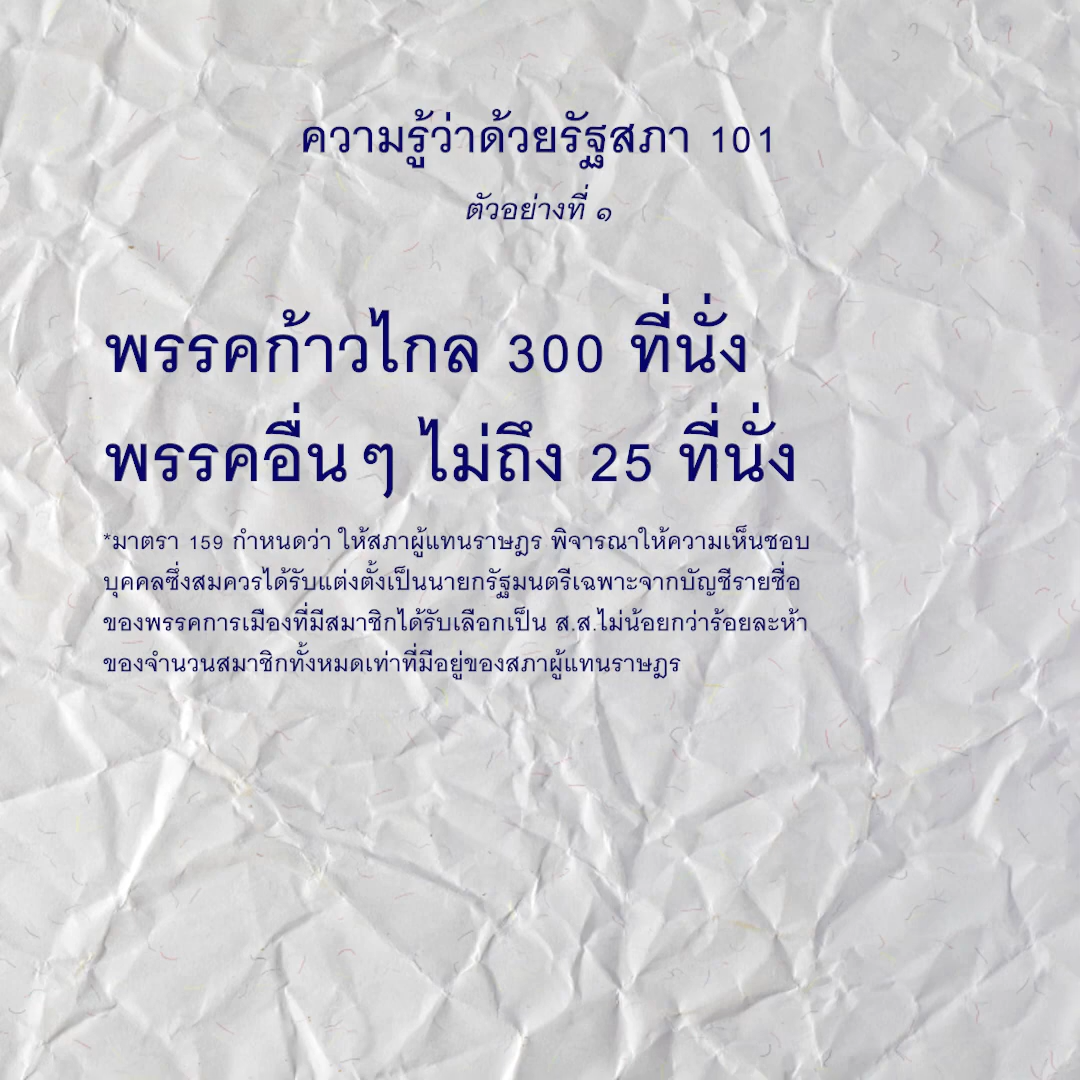 ความรู้ว่าด้วยรัฐสภา 101
ตัวอย่างที่ ๑
พรรคก้าวไกล 300 ที่นั่ง
พรรคอื่นๆ ไม่ถึง 25 ที่นั่ง
*มาตรา 159 กำหนดว่า ให้สภาผู้แทนราษฎร พิจารณาให้ความเห็นชอบ
บุคคลซึ่งสมควรได้รับแต่งตั้งเป็นนายกรัฐมนตรีเฉพาะจากบัญชีรายชื่อ
ของพรรคการเมืองที่มีสมาชิกได้รับเลือกเป็น ส.ส.ไม่น้อยกว่าร้อยละห้า
ของจำนวนสมาชิกทั้งหมดเท่าที่มีอยู่ของสภาผู้แทนราษฎร